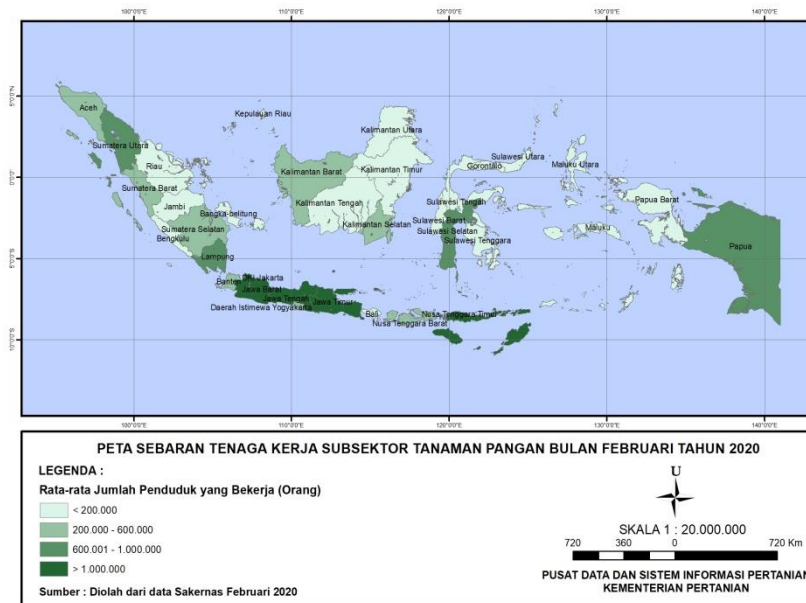 100°0'0"E 110°0'0"E 120°0'0"E 130°0'0"E 140°0'0"E
5°0'0"N
0°0'0"
5°0'0"S
10°0'0"S
Aceh
Sumatera Utara
Kepulauan Riau
Riau
Sumatera Barat
Jambi
Bangka-belitung
Sumatera Selatan
Bengkulu
Lampung
Banten
DKI Jakarta
Jawa Barat
Jawa Tengah
Jawa Timur
Daerah Istimewa Yogyakarta
Bali
Nusa Tenggara Barat
Nusa Tenggara Timur
Kalimantan Utara
Kalimantan Barat
Kalimantan Timur
Kalimantan Tengah
Kalimantan Selatan
Gorontalo
Sulawesi Utara
Sulawesi Tengah
Sulawesi Barat
Sulawesi Selatan
Sulawesi Tenggara
Maluku Utara
Maluku
Papua Barat
Papua
100°0'0"E 110°0'0"E 120°0'0"E 130°0'0"E 140°0'0"E
PETA SEBARAN TENAGA KERJA SUBSEKTOR TANAMAN PANGAN BULAN FEBRUARI TAHUN 2020
LEGENDA :
Rata-rata Jumlah Penduduk yang Bekerja (Orang)
< 200.000
200.000 - 600.000
600.001 - 1.000.000
> 1.000.000
Sumber : Diolah dari data Sakernas Februari 2020
U
SKALA 1 : 20.000.000
720 360 0 720 Km
PUSAT DATA DAN SISTEM INFORMASI PERTANIAN
KEMENTERIAN PERTANIAN